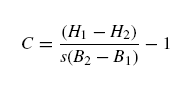 C = (H₁ − H₂) / s(B₂ − B₁) − 1